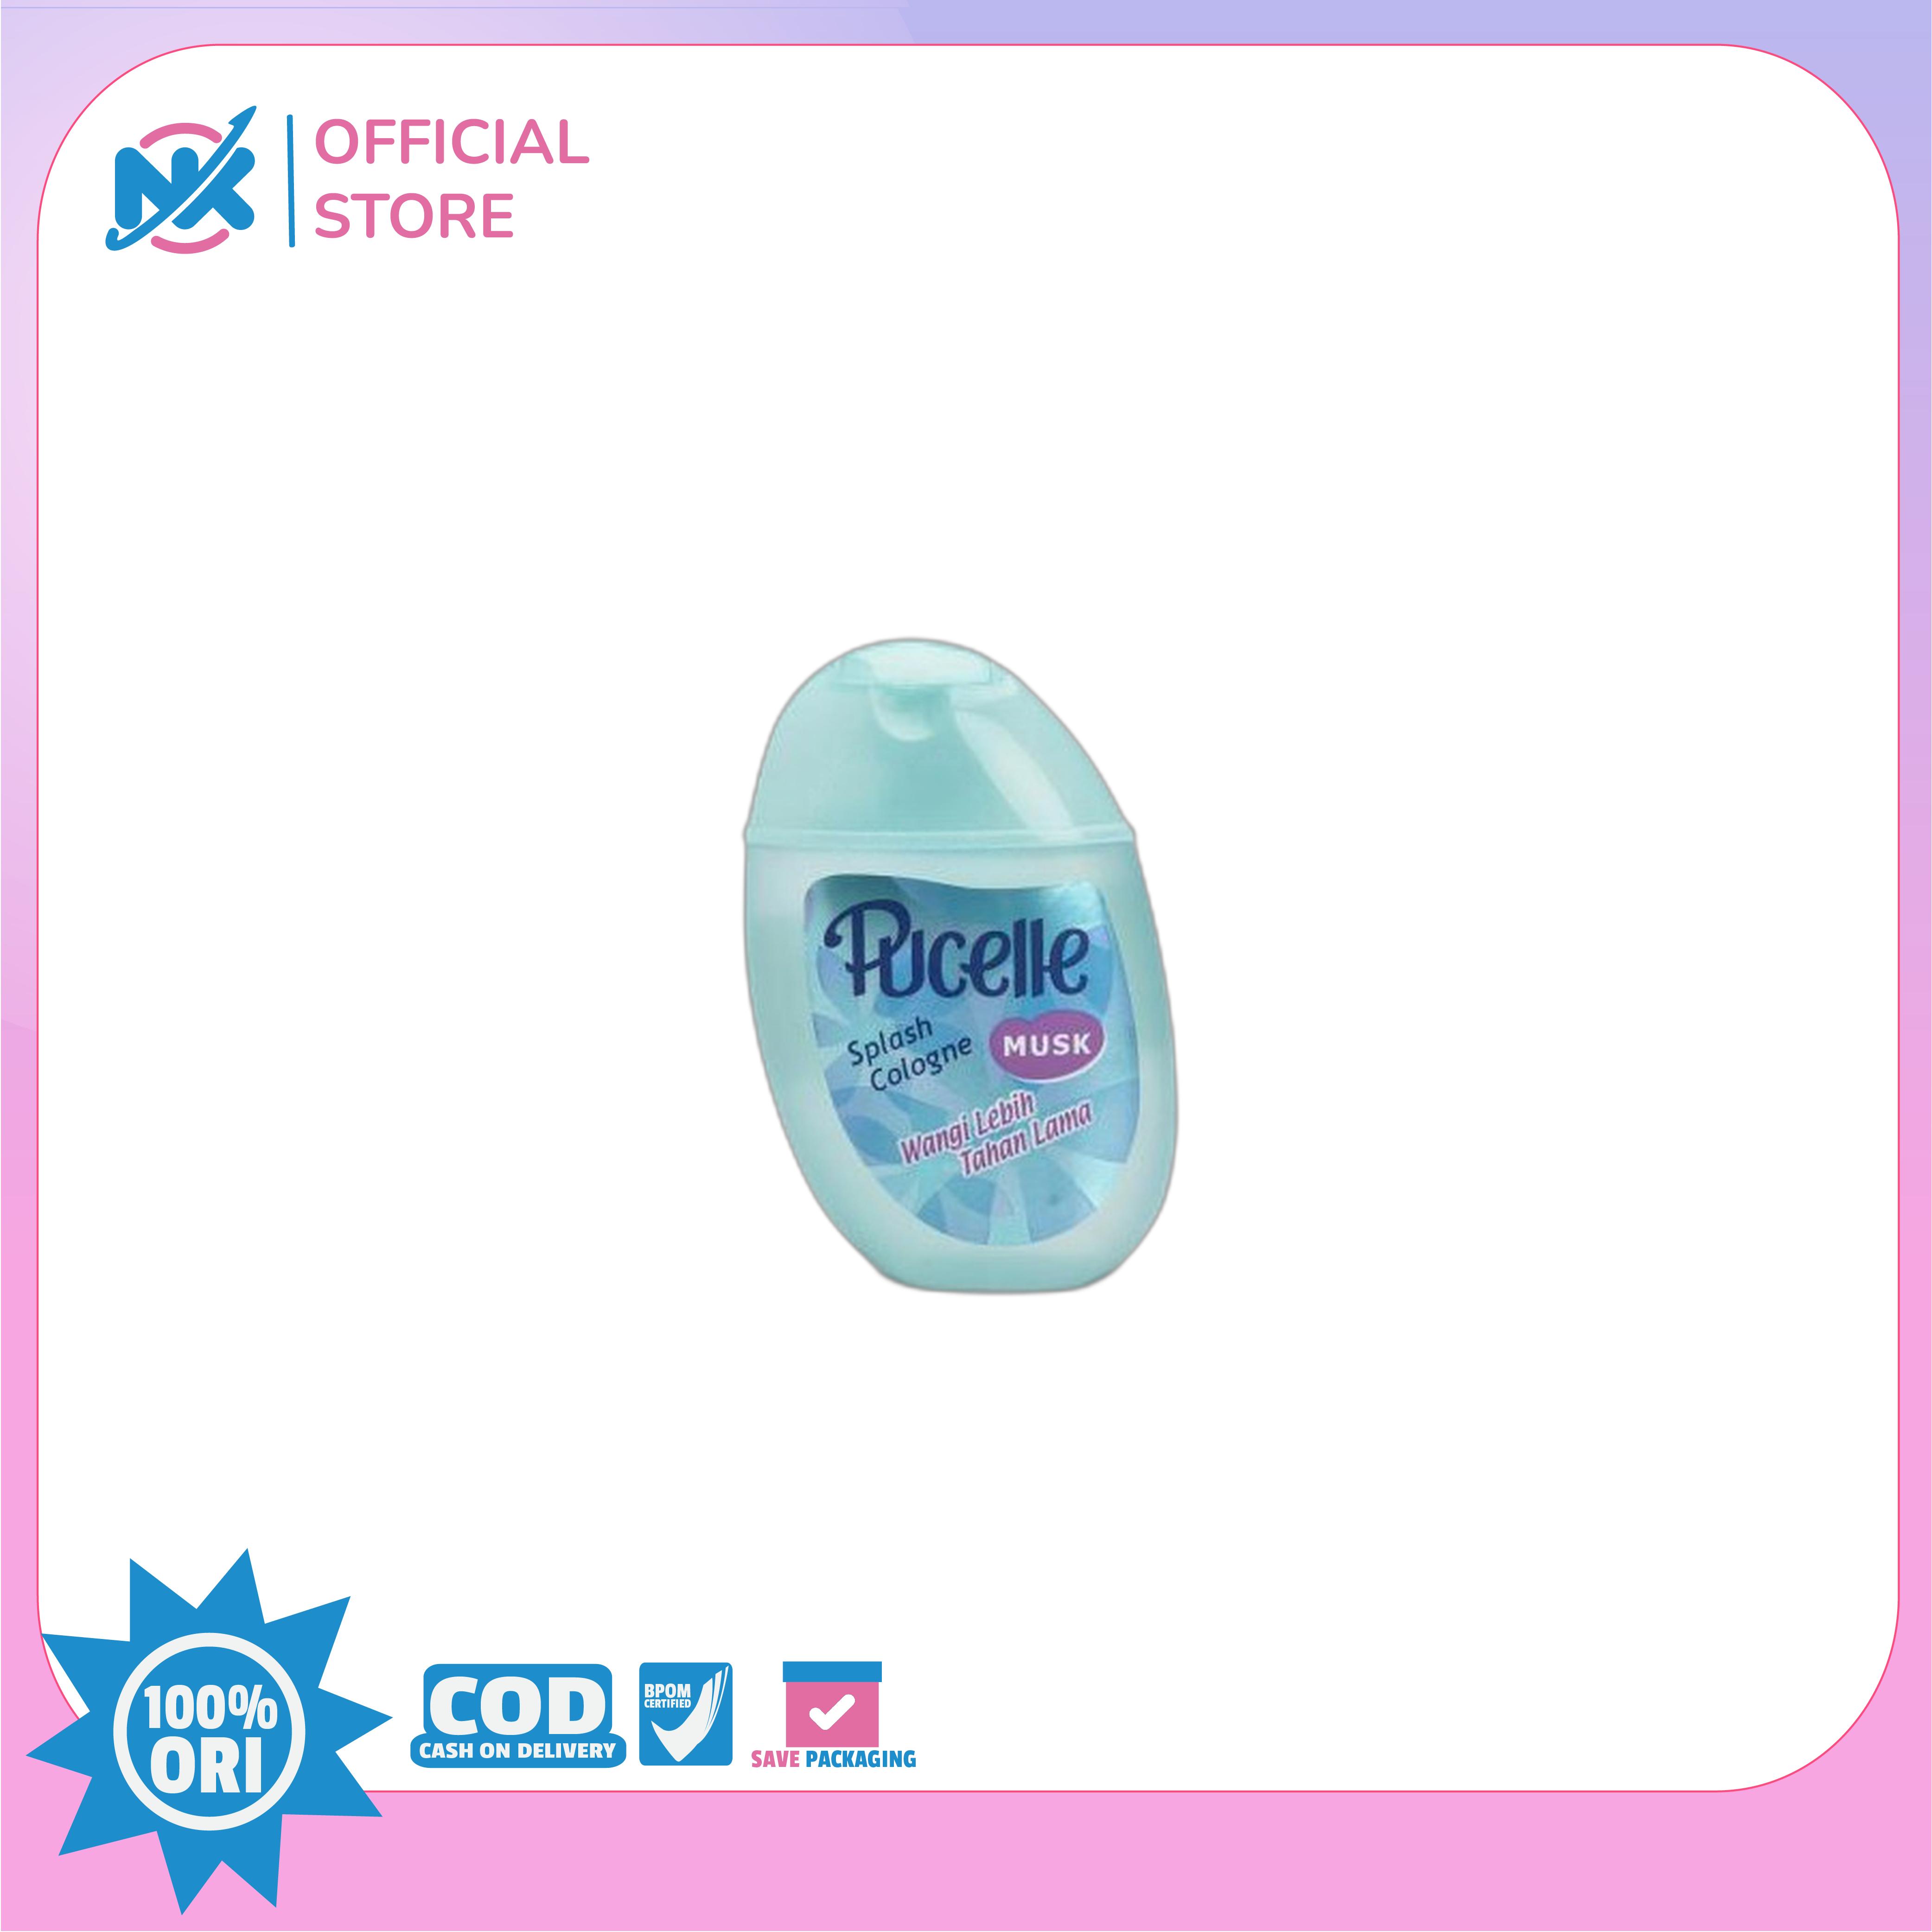 NK
OFFICIAL
STORE
Pucelle
Splash
Cologne
MUSK
Wangi Lebih
Tahan Lama
100%
ORI
COD
CASH ON DELIVERY
BPOM
CERTIFIED
SAVE PACKAGING